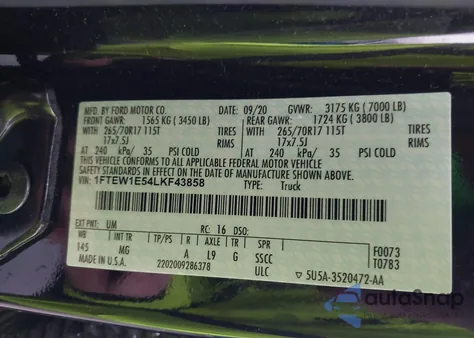 MFD. BY FORD MOTOR CO. 09/20 GVWR: 3175 KG (7000 LB)
FRONT GAWR: 1565 KG (3450 LB) REAR GAWR: 1724 KG (3800 LB)
265/70R17 115T TIRES 265/70R17 115T TIRES
17x7.5J RIMS 17x7.5J RIMS
AT 240 kPa/ 35 PSI COLD AT 240 kPa/ 35 PSI COLD
THIS VEHICLE CONFORMS TO ALL APPLICABLE FEDERAL MOTOR VEHICLE
SAFETY STANDARDS IN EFFECT ON THE DATE OF MANUFACTURE SHOWN ABOVE.
VIN: 1FTEW1E54LKF43858 TYPE: Truck
EXT PNT: UM RC: 16 DSO:
WB INT TR TP/PS R AXLE TR SPR F0073
145 MG A L9 G SSCC T0783
MADE IN U.S.A. ULC
2202009286378 5U5A-3520472-AA
autoSnap